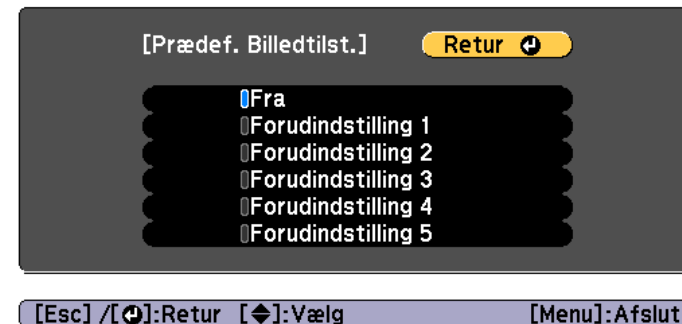 [Prædef. Billedtilst.] Retur
Fra
Forudindstilling 1
Forudindstilling 2
Forudindstilling 3
Forudindstilling 4
Forudindstilling 5
[Esc] /[⏎]:Retur [◆]:Vælg [Menu]:Afslut